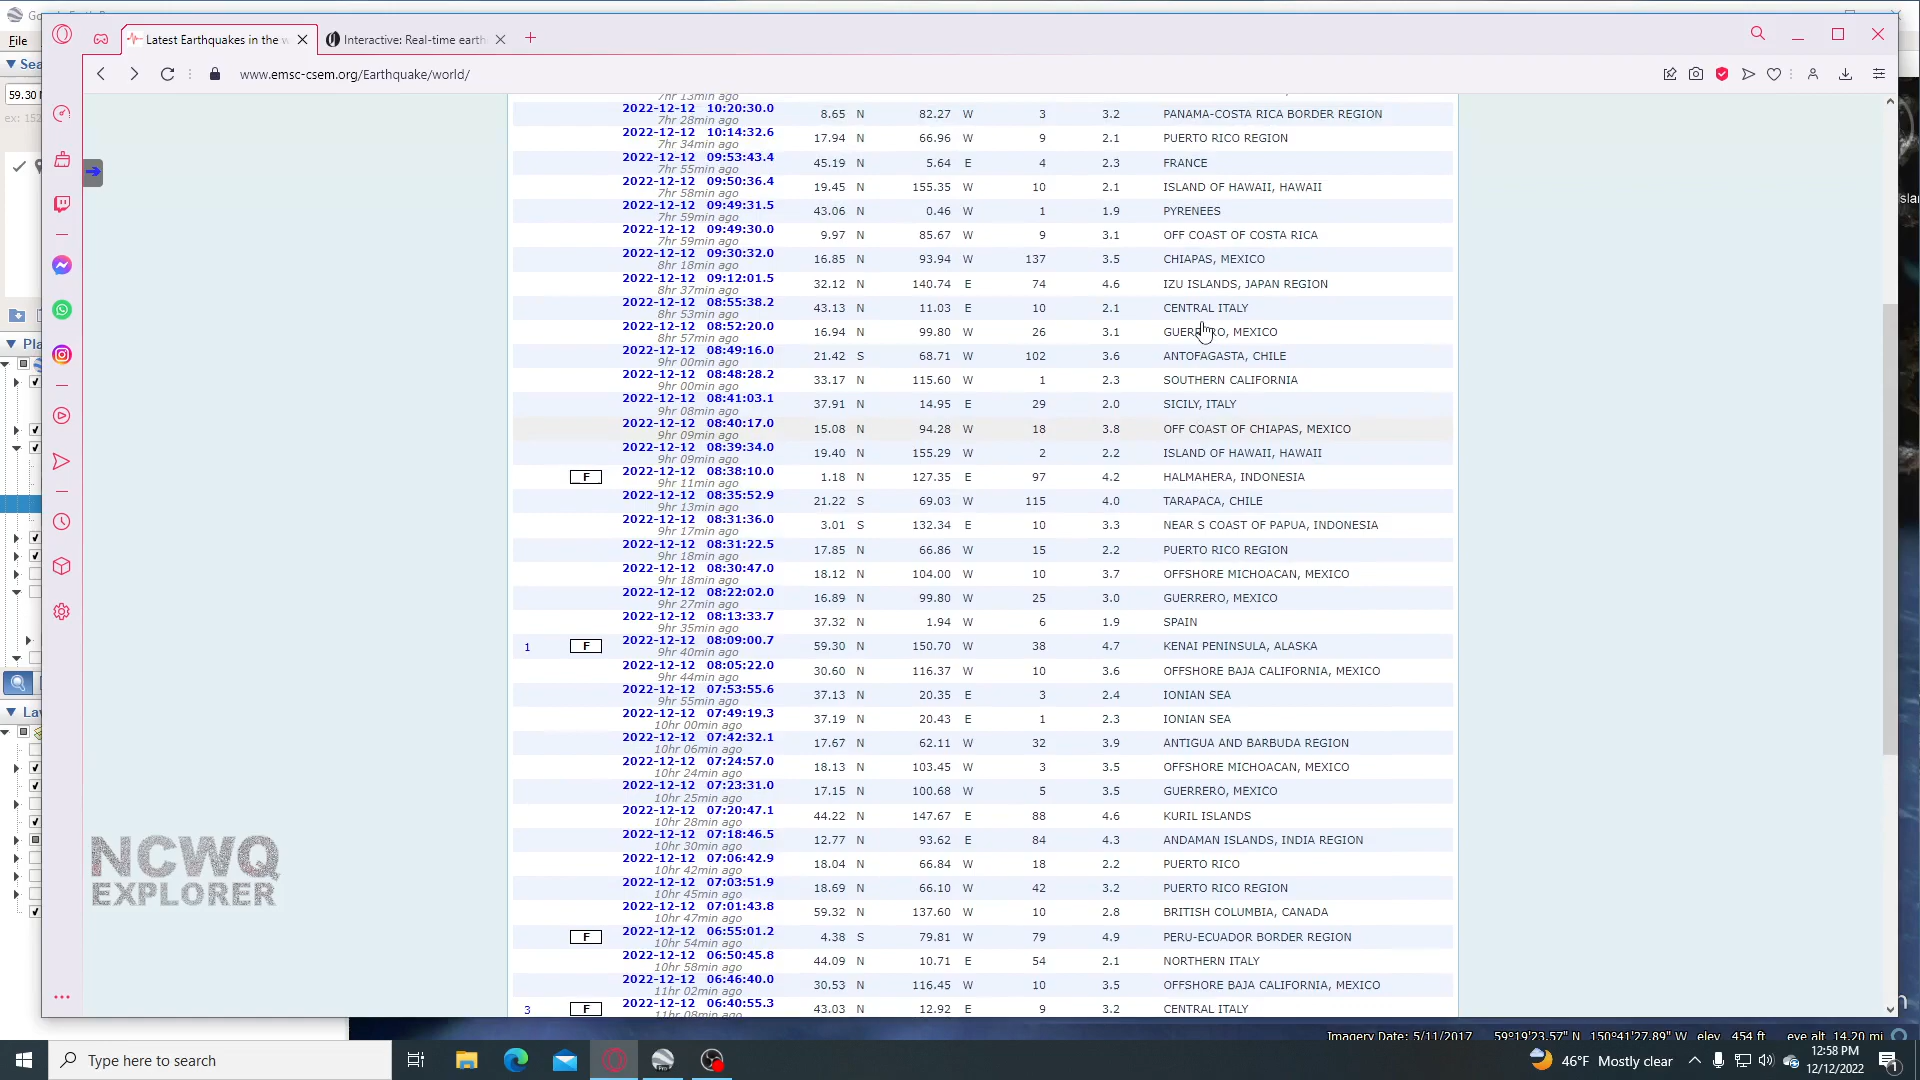 Latest Earthquakes in the w
Interactive: Real-time earth
File
www.emsc-csem.org/Earthquake/world/
Sea
59.30 N
7hr 13min ago
2022-12-12 10:20:30.0 7hr 28min ago 8.65 N 82.27 W 3 3.2 PANAMA-COSTA RICA BORDER REGION
2022-12-12 10:14:32.6 7hr 34min ago 17.94 N 66.96 W 9 2.1 PUERTO RICO REGION
2022-12-12 09:53:43.4 7hr 55min ago 45.19 N 5.64 E 4 2.3 FRANCE
2022-12-12 09:50:36.4 7hr 58min ago 19.45 N 155.35 W 10 2.1 ISLAND OF HAWAII, HAWAII
2022-12-12 09:49:31.5 7hr 59min ago 43.06 N 0.46 W 1 1.9 PYRENEES
2022-12-12 09:49:30.0 7hr 59min ago 9.97 N 85.67 W 9 3.1 OFF COAST OF COSTA RICA
2022-12-12 09:30:32.0 8hr 18min ago 16.85 N 93.94 W 137 3.5 CHIAPAS, MEXICO
2022-12-12 09:12:01.5 8hr 37min ago 32.12 N 140.74 E 74 4.6 IZU ISLANDS, JAPAN REGION
2022-12-12 08:55:38.2 8hr 53min ago 43.13 N 11.03 E 10 2.1 CENTRAL ITALY
2022-12-12 08:52:20.0 8hr 57min ago 16.94 N 99.80 W 26 3.1 GUERRERO, MEXICO
2022-12-12 08:49:16.0 9hr 00min ago 21.42 S 68.71 W 102 3.6 ANTOFAGASTA, CHILE
2022-12-12 08:48:28.2 9hr 00min ago 33.17 N 115.60 W 1 2.3 SOUTHERN CALIFORNIA
2022-12-12 08:41:03.1 9hr 08min ago 37.91 N 14.95 E 29 2.0 SICILY, ITALY
2022-12-12 08:40:17.0 9hr 09min ago 15.08 N 94.28 W 18 3.8 OFF COAST OF CHIAPAS, MEXICO
2022-12-12 08:39:34.0 9hr 09min ago 19.40 N 155.29 W 2 2.2 ISLAND OF HAWAII, HAWAII
F 2022-12-12 08:38:10.0 9hr 11min ago 1.18 N 127.35 E 97 4.2 HALMAHERA, INDONESIA
2022-12-12 08:35:52.9 9hr 13min ago 21.22 S 69.03 W 115 4.0 TARAPACA, CHILE
2022-12-12 08:31:36.0 9hr 17min ago 3.01 S 132.34 E 10 3.3 NEAR S COAST OF PAPUA, INDONESIA
2022-12-12 08:31:22.5 9hr 18min ago 17.85 N 66.86 W 15 2.2 PUERTO RICO REGION
2022-12-12 08:30:47.0 9hr 18min ago 18.12 N 104.00 W 10 3.7 OFFSHORE MICHOACAN, MEXICO
2022-12-12 08:22:02.0 9hr 27min ago 16.89 N 99.80 W 25 3.0 GUERRERO, MEXICO
2022-12-12 08:13:33.7 9hr 35min ago 37.32 N 1.94 W 6 1.9 SPAIN
1 F 2022-12-12 08:09:00.7 9hr 40min ago 59.30 N 150.70 W 38 4.7 KENAI PENINSULA, ALASKA
2022-12-12 08:05:22.0 9hr 44min ago 30.60 N 116.37 W 10 3.6 OFFSHORE BAJA CALIFORNIA, MEXICO
2022-12-12 07:53:55.6 9hr 55min ago 37.13 N 20.35 E 3 2.4 IONIAN SEA
2022-12-12 07:49:19.3 10hr 00min ago 37.19 N 20.43 E 1 2.3 IONIAN SEA
2022-12-12 07:42:32.1 10hr 06min ago 17.67 N 62.11 W 32 3.9 ANTIGUA AND BARBUDA REGION
2022-12-12 07:24:57.0 10hr 24min ago 18.13 N 103.45 W 3 3.5 OFFSHORE MICHOACAN, MEXICO
2022-12-12 07:23:31.0 10hr 25min ago 17.15 N 100.68 W 5 3.5 GUERRERO, MEXICO
2022-12-12 07:20:47.1 10hr 28min ago 44.22 N 147.67 E 88 4.6 KURIL ISLANDS
2022-12-12 07:18:46.5 10hr 30min ago 12.77 N 93.62 E 84 4.3 ANDAMAN ISLANDS, INDIA REGION
2022-12-12 07:06:42.9 10hr 42min ago 18.04 N 66.84 W 18 2.2 PUERTO RICO
2022-12-12 07:03:51.9 10hr 45min ago 18.69 N 66.10 W 42 3.2 PUERTO RICO REGION
2022-12-12 07:01:43.8 10hr 47min ago 59.32 N 137.60 W 10 2.8 BRITISH COLUMBIA, CANADA
F 2022-12-12 06:55:01.2 10hr 54min ago 4.38 S 79.81 W 79 4.9 PERU-ECUADOR BORDER REGION
2022-12-12 06:50:45.8 10hr 58min ago 44.09 N 10.71 E 54 2.1 NORTHERN ITALY
2022-12-12 06:46:40.0 11hr 02min ago 30.53 N 116.45 W 10 3.5 OFFSHORE BAJA CALIFORNIA, MEXICO
3 F 2022-12-12 06:40:55.3 11hr 08min ago 43.03 N 12.92 E 9 3.2 CENTRAL ITALY
ex: 152
Pla
Lay
NCWQ
EXPLORER
Imagery Date: 5/11/2017 59°19'23.57" N 150°41'27.89" W elev 454 ft eye alt 14.20 mi
Type here to search
46°F Mostly clear
12:58 PM
12/12/2022
1